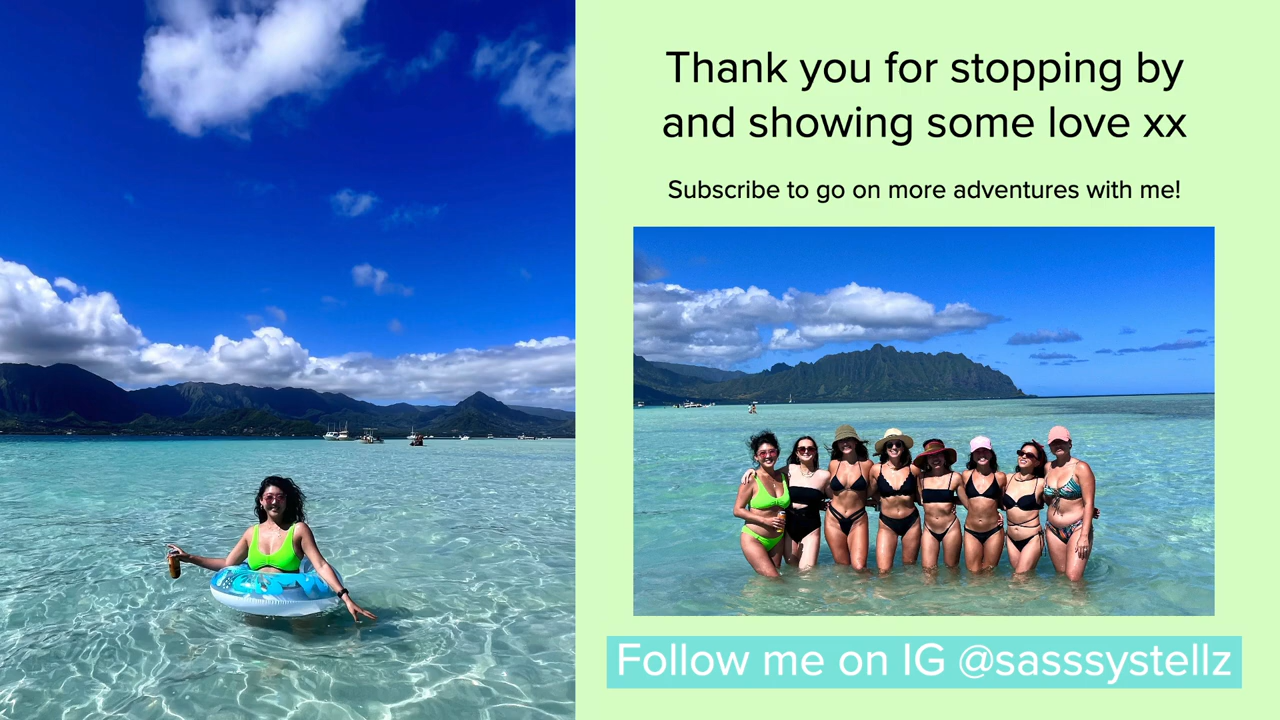 Thank you for stopping by
and showing some love xx
Subscribe to go on more adventures with me!
Follow me on IG @sasssystellz